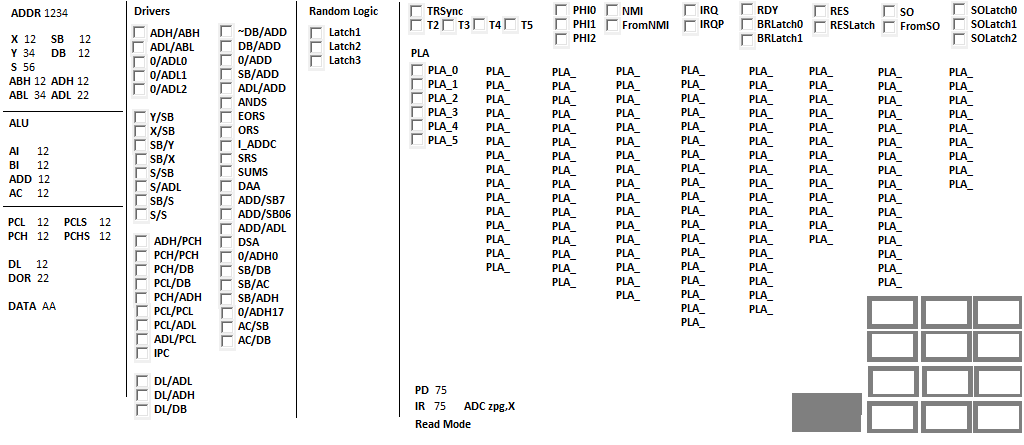 ADDR 1234
X 12 SB 12
Y 34 DB 12
S 56
ABH 12 ADH 12
ABL 34 ADL 22
ALU
AI 12
BI 12
ADD 12
AC 12
PCL 12 PCLS 12
PCH 12 PCHS 12
DL 12
DOR 22
DATA AA
Drivers
ADH/ABH
ADL/ABL
0/ADL0
0/ADL1
0/ADL2
Y/SB
X/SB
SB/Y
SB/X
S/SB
S/ADL
SB/S
S/S
ADH/PCH
PCH/PCH
PCH/DB
PCL/DB
PCH/ADH
PCL/PCL
PCL/ADL
ADL/PCL
IPC
DL/ADL
DL/ADH
DL/DB
~DB/ADD
DB/ADD
0/ADD
SB/ADD
ADL/ADD
ANDS
EORS
ORS
I_ADDC
SRS
SUMS
DAA
ADD/SB7
ADD/SB06
ADD/ADL
DSA
0/ADH0
SB/DB
SB/AC
SB/ADH
0/ADH17
AC/SB
AC/DB
Random Logic
Latch1
Latch2
Latch3
TRSync
T2 T3 T4 T5
PHI0
PHI1
PHI2
NMI
FromNMI
IRQ
IRQP
RDY
BRLatch0
BRLatch1
RES
RESLatch
SO
FromSO
SOLatch0
SOLatch1
SOLatch2
PLA
PLA_0 PLA_ PLA_ PLA_ PLA_ PLA_ PLA_ PLA_ PLA_
PLA_1 PLA_ PLA_ PLA_ PLA_ PLA_ PLA_ PLA_ PLA_
PLA_2 PLA_ PLA_ PLA_ PLA_ PLA_ PLA_ PLA_ PLA_
PLA_3 PLA_ PLA_ PLA_ PLA_ PLA_ PLA_ PLA_ PLA_
PLA_4 PLA_ PLA_ PLA_ PLA_ PLA_ PLA_ PLA_ PLA_
PLA_5 PLA_ PLA_ PLA_ PLA_ PLA_ PLA_ PLA_ PLA_
PLA_ PLA_ PLA_ PLA_ PLA_ PLA_ PLA_ PLA_
PLA_ PLA_ PLA_ PLA_ PLA_ PLA_ PLA_ PLA_
PLA_ PLA_ PLA_ PLA_ PLA_ PLA_ PLA_ PLA_
PLA_ PLA_ PLA_ PLA_ PLA_ PLA_ PLA_
PLA_ PLA_ PLA_ PLA_ PLA_ PLA_ PLA_
PLA_ PLA_ PLA_ PLA_ PLA_ PLA_ PLA_
PLA_ PLA_ PLA_ PLA_ PLA_ PLA_ PLA_
PLA_ PLA_ PLA_ PLA_ PLA_ PLA_
PLA_ PLA_ PLA_ PLA_ PLA_ PLA_
PLA_ PLA_ PLA_ PLA_ PLA_
PLA_ PLA_ PLA_
PLA_ PLA_
PLA_
PD 75
IR 75 ADC zpg,X
Read Mode